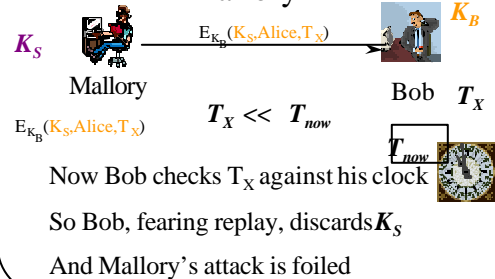 K_B
K_S
E_{K_B}(K_S,Alice,T_X)
Mallory
Bob
T_X
E_{K_B}(K_S,Alice,T_X)
T_X << T_now
T_now
Now Bob checks T_X against his clock
So Bob, fearing replay, discards K_S
And Mallory's attack is foiled